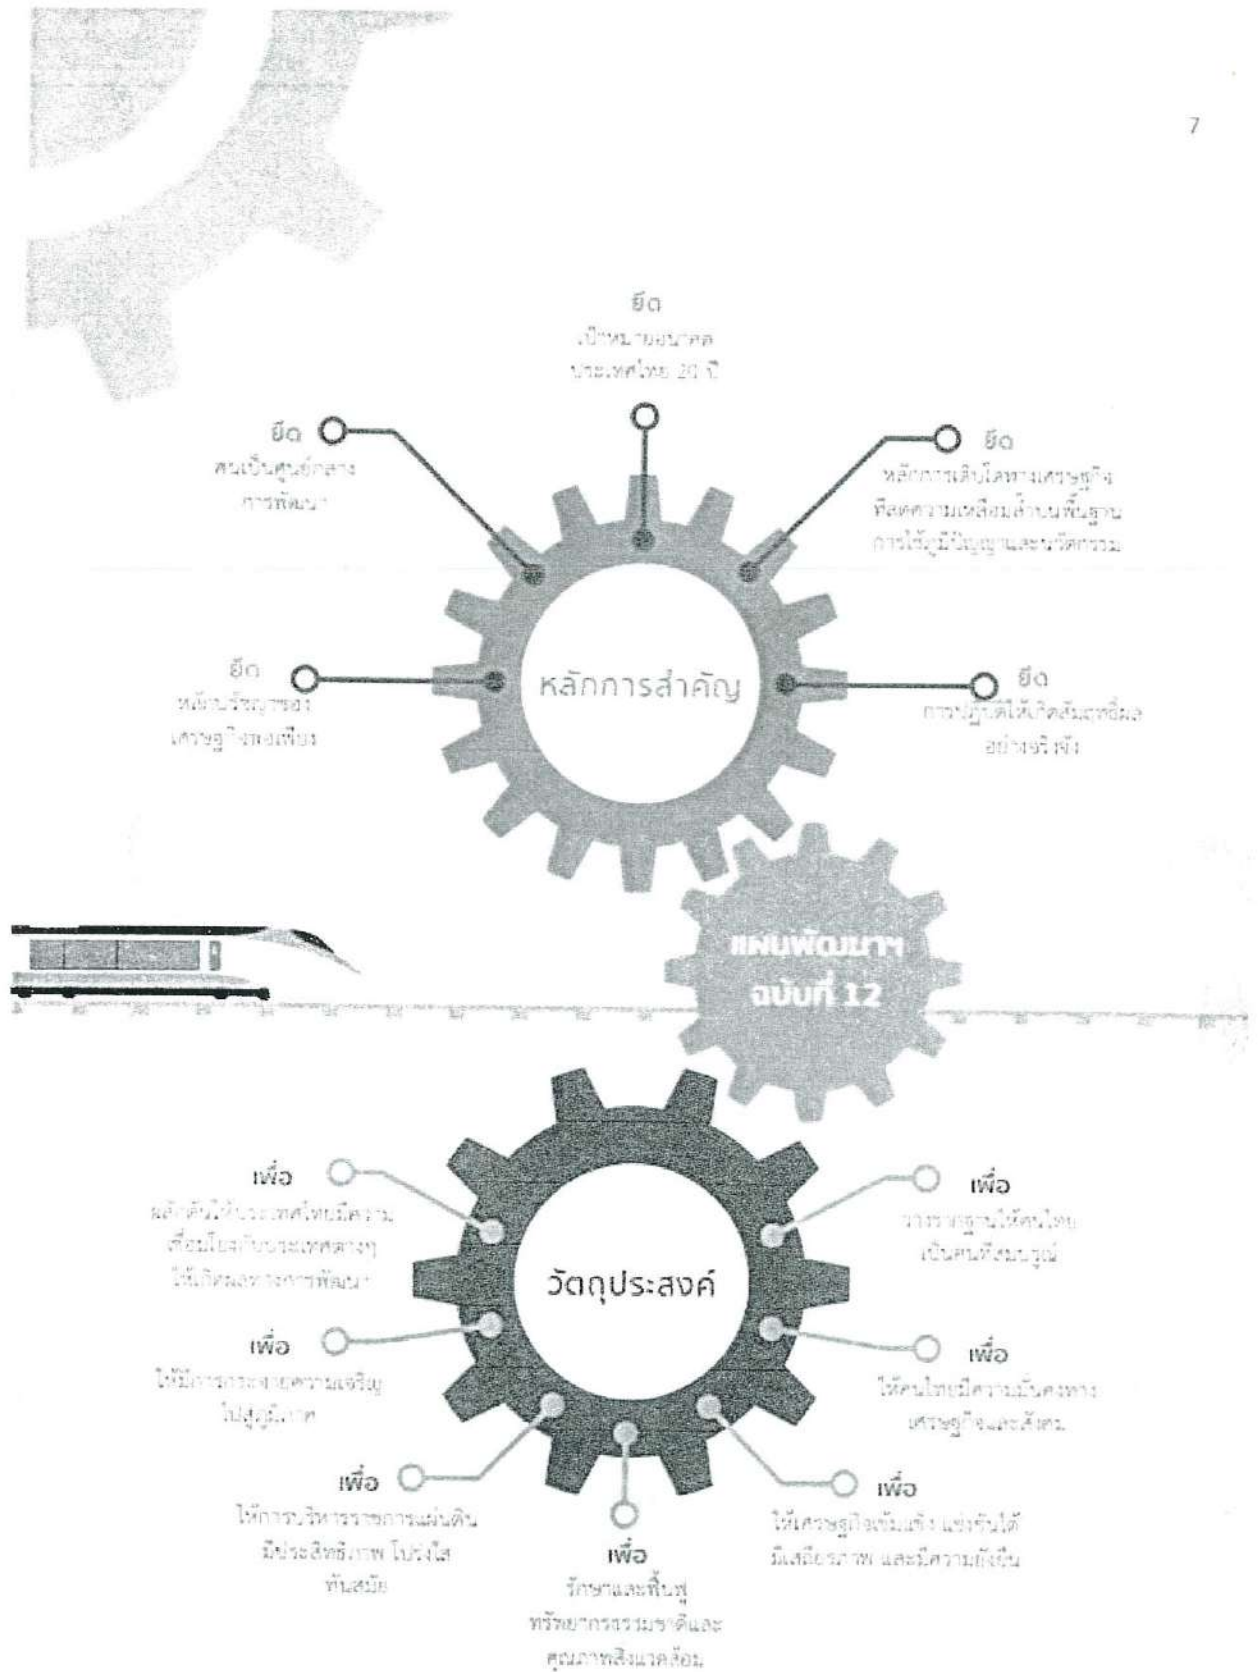 7
ยึด
เป้าหมายอนาคต
ประเทศไทย 20 ปี
ยึด
คนเป็นศูนย์กลาง
การพัฒนา
ยึด
หลักการเติบโตทางเศรษฐกิจ
ที่ลดความเหลื่อมล้ำบนพื้นฐาน
การใช้ภูมิปัญญาและนวัตกรรม
ยึด
หลักปรัชญาของ
เศรษฐกิจพอเพียง
หลักการสำคัญ
ยึด
การปฏิบัติให้เกิดสัมฤทธิ์ผล
อย่างจริงจัง
แผนพัฒนาฯ
ฉบับที่ 12
เพื่อ
ผลักดันให้ประเทศไทยมีความ
เชื่อมโยงกับประเทศต่างๆ
ให้เกิดผลทางการพัฒนา
เพื่อ
วางรากฐานให้คนไทย
เป็นคนที่สมบูรณ์
วัตถุประสงค์
เพื่อ
ให้มีการกระจายความเจริญ
ไปสู่ภูมิภาค
เพื่อ
ให้คนไทยมีความมั่นคงทาง
เศรษฐกิจและสังคม
เพื่อ
ให้การบริหารราชการแผ่นดิน
มีประสิทธิภาพ โปร่งใส
ทันสมัย
เพื่อ
รักษาและฟื้นฟู
ทรัพยากรธรรมชาติและ
คุณภาพสิ่งแวดล้อม
เพื่อ
ให้เศรษฐกิจเข้มแข็ง แข่งขันได้
มีเสถียรภาพ และมีความยั่งยืน